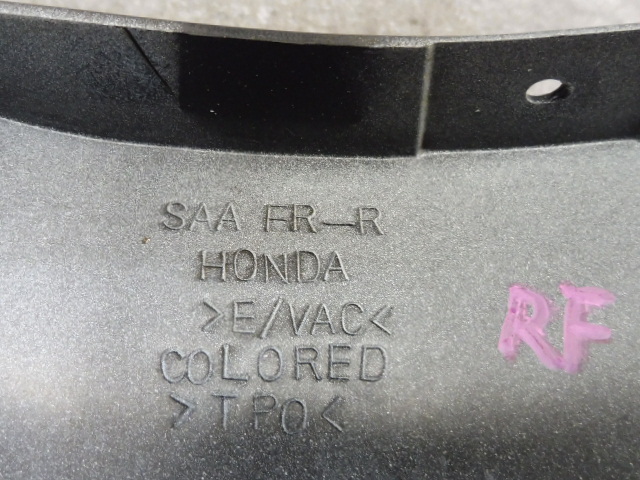 SAA FR-R
HONDA
>E/VAC<
COLORED
>TPO<
RF